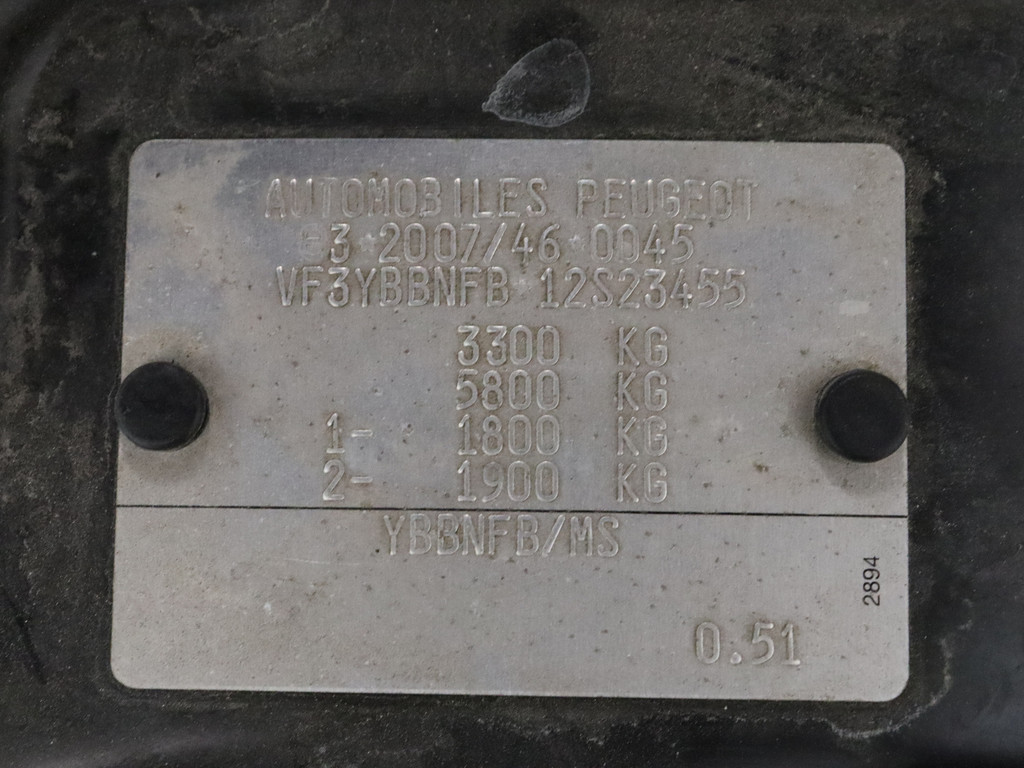 AUTOMOBILES PEUGEOT
e3*2007/46*0045
VF3YBBNFB 12S23455
3300 KG
5800 KG
1- 1800 KG
2- 1900 KG
YBBNFB/MS
2894
0.51